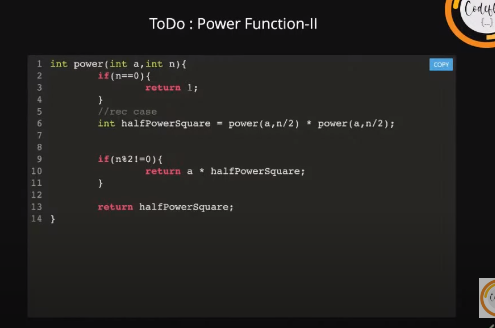 ToDo : Power Function-II
COPY
1 int power(int a,int n){
2 if(n==0){
3 return 1;
4 }
5 //rec case
6 int halfPowerSquare = power(a,n/2) * power(a,n/2);
7
8
9 if(n%2!=0){
10 return a * halfPowerSquare;
11 }
12
13 return halfPowerSquare;
14 }